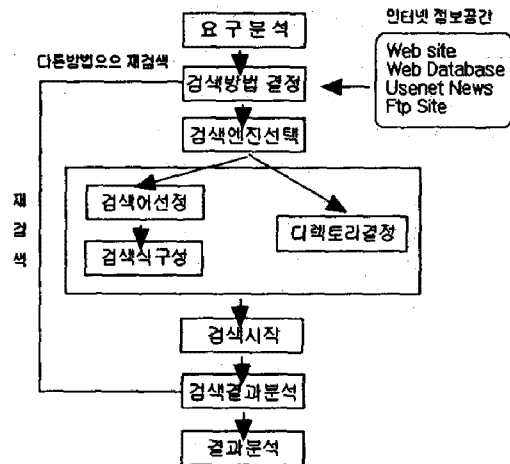 요구분석
인터넷 정보공간
다른방법으으 재검색
Web site
Web Database
Usenet News
Ftp Site
검색방법 결정
검색엔진선택
재검색
검색어선정
검색식구성
디렉토리결정
검색시작
검색결과분석
결과분석